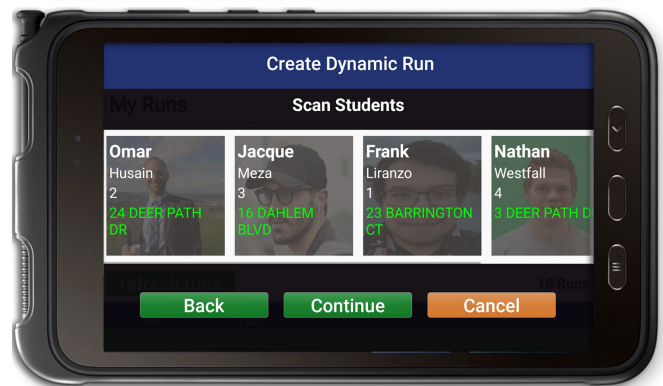 Create Dynamic Run
My Runs
Scan Students
Omar
Husain
2
24 DEER PATH
DR
Jacque
Meza
3
16 DAHLEM
BLVD
Frank
Liranzo
1
23 BARRINGTON
CT
Nathan
Westfall
4
3 DEER PATH D
refresh runs
10 Runs
Back
Continue
Cancel